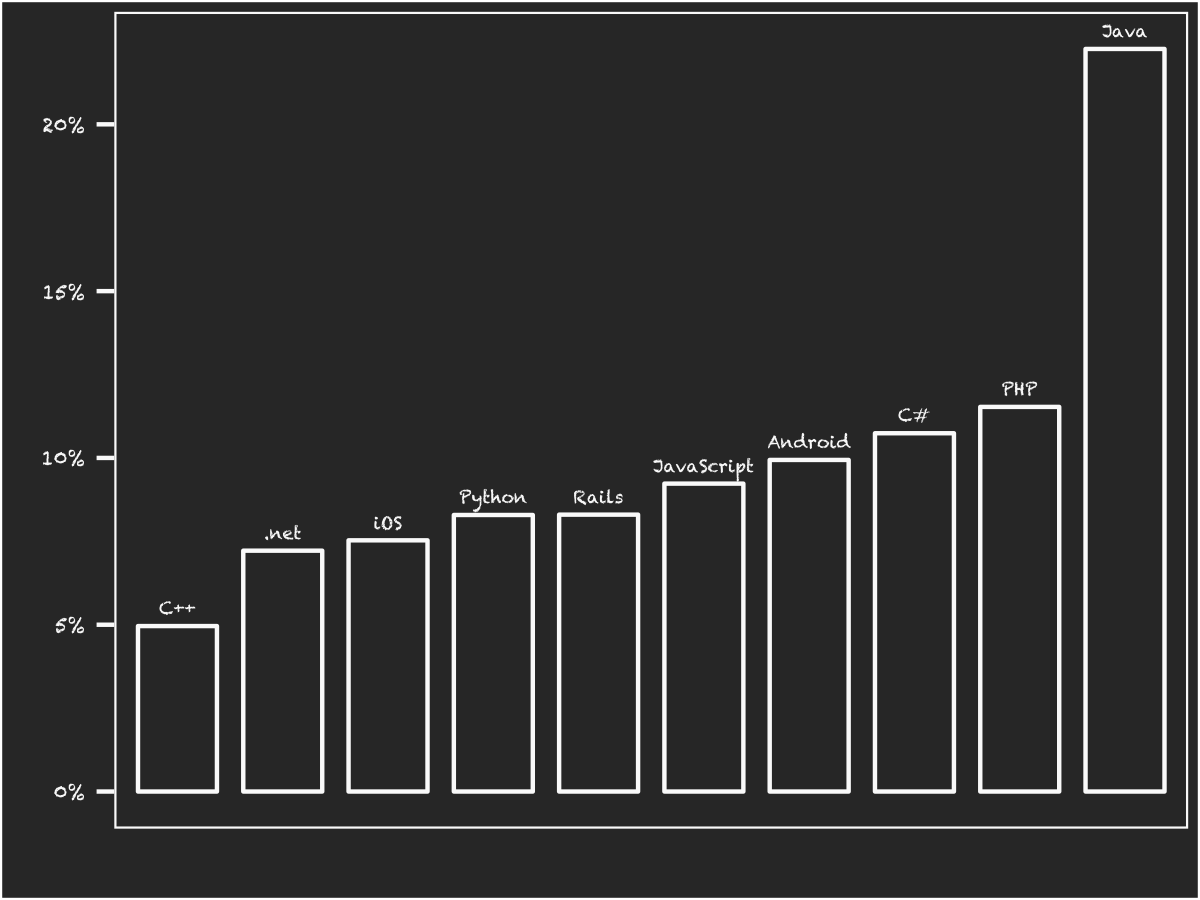 Java
20%
15%
PHP
C#
10%
Android
JavaScript
Python
Rails
iOS
.net
C++
5%
0%